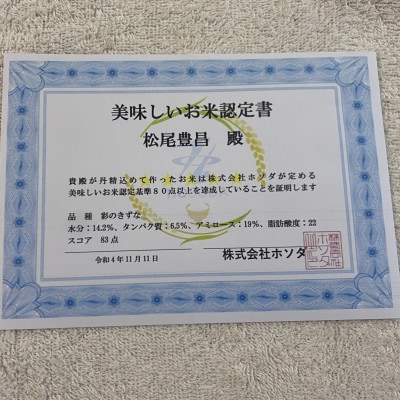 美味しいお米認定書
松尾豊昌 殿
貴殿が丹精込めて作ったお米は株式会社ホソダが定める
美味しいお米認定基準80点以上を達成していることを証明します
品 種 彩のきずな
水分:14.2%、タンパク質:6.5%、アミロース:19%、脂肪酸度:22
スコア 83点
令和4年11月11日
株式会社ホソダ